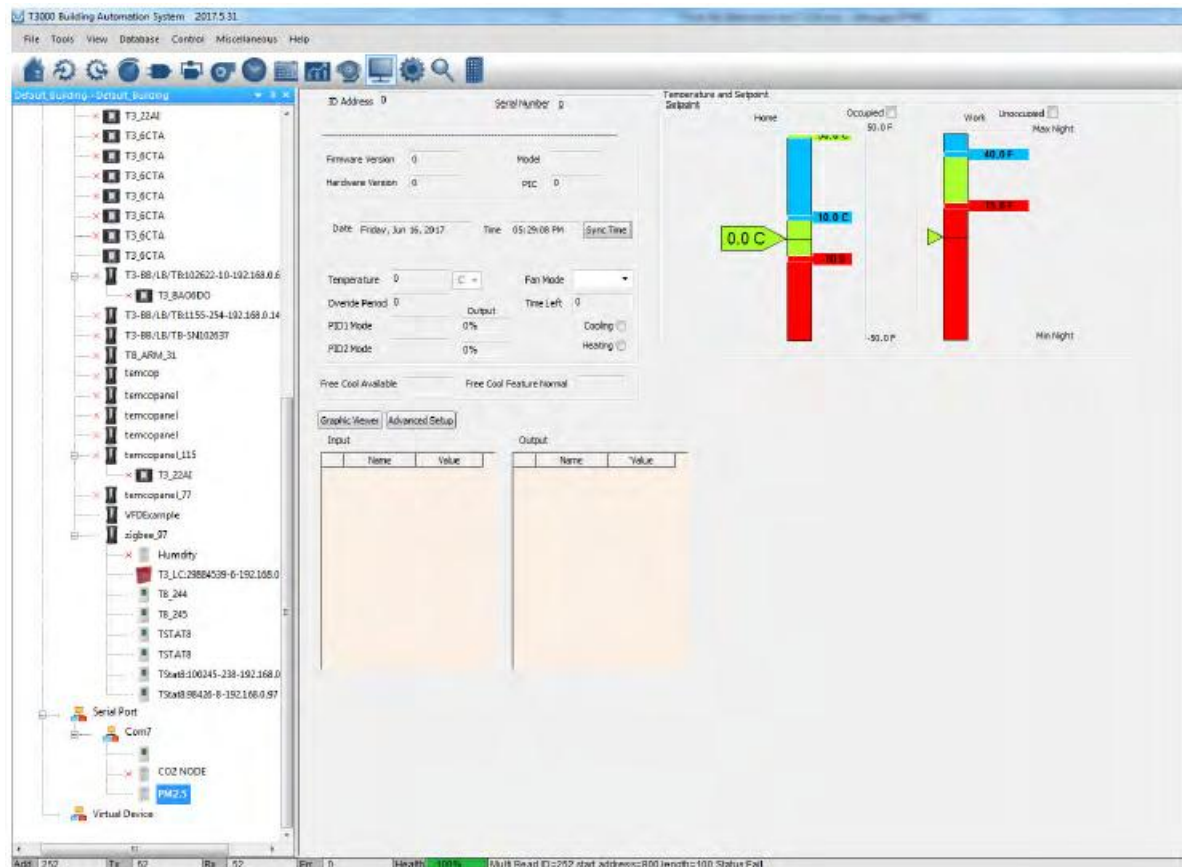 T3000 Building Automation System 2017.5.31
File Tools View Database Control Miscellaneous Help
Default_Building - Default_Building
T3_22AI
T3_6CTA
T3_6CTA
T3_6CTA
T3_6CTA
T3_6CTA
T3_6CTA
T3_6CTA
T3-BB/LB/TB:102622-10-192.168.0.6
T3_8AO6DO
T3-BB/LB/TB:1155-254-192.168.0.14
T3-BB/LB/TB-SN102637
TB_ARM_31
temcop
temcopanel
temcopanel
temcopanel
temcopanel_115
T3_22AI
temcopanel_77
VFDExample
zigbee_97
Humdity
T3_LC:29884539-6-192.168.0
T8_244
T8_245
TSTAT8
TSTAT8
TStat8:100245-238-192.168.0
TStat8:98426-8-192.168.0.97
Serial Port
Com7
CO2 NODE
PM2.5
Virtual Device
ID Address 0 Serial Number 0
Firmware Version 0 Model
Hardware Version 0 PIC 0
Date Friday, Jun 16, 2017 Time 05:29:08 PM Sync Time
Temperature 0 C Fan Mode
Override Period 0 Output Time Left 0
PID1 Mode 0% Cooling
PID2 Mode 0% Heating
Free Cool Available Free Cool Feature Normal
Graphic Viewer Advanced Setup
Input Output
Name Value Name Value
Temperature and Setpoint
Setpoint
Home Occupied Work Unoccupied
50.0 F Max Night
40.0 F
10.0 C
0.0 C
-50.0 F Min Night
Add 252 Tx 52 Rx 52 Err 0 Health 100% Multi Read ID=252 start address=800 length=100 Status Fail